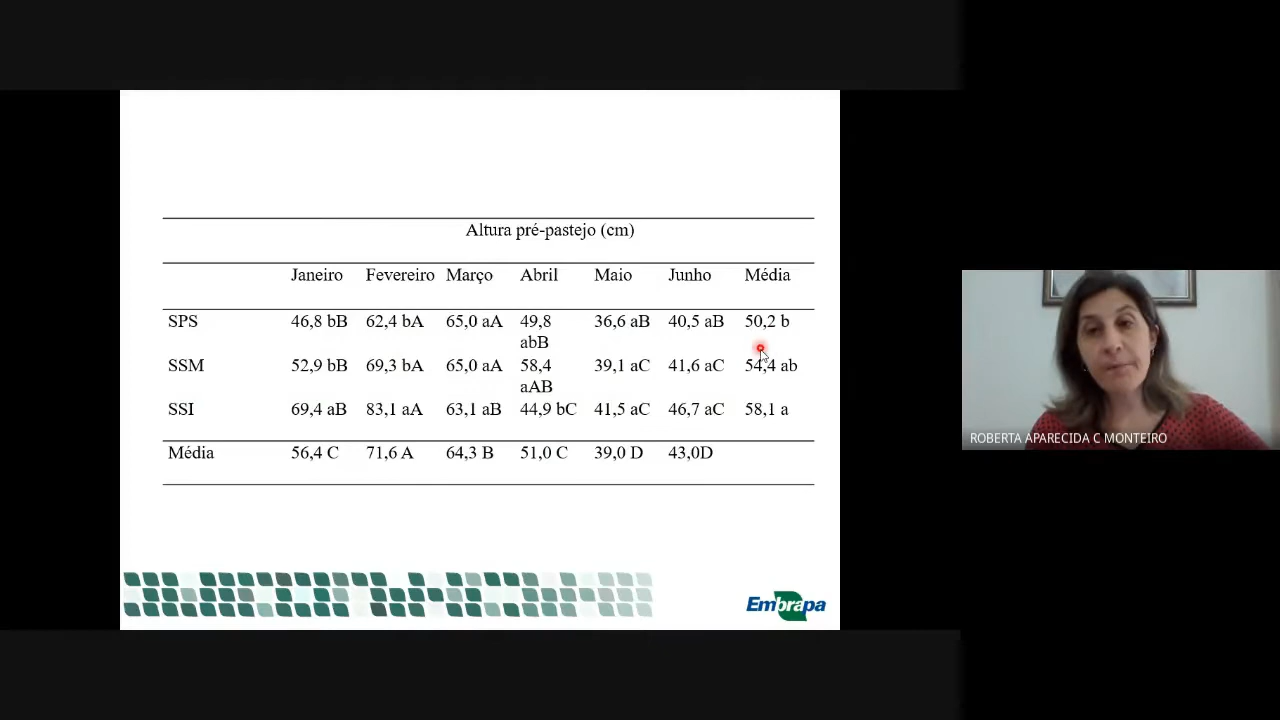 Altura pré-pastejo (cm)
Janeiro Fevereiro Março Abril Maio Junho Média
SPS 46,8 bB 62,4 bA 65,0 aA 49,8 abB 36,6 aB 40,5 aB 50,2 b
SSM 52,9 bB 69,3 bA 65,0 aA 58,4 aAB 39,1 aC 41,6 aC 54,4 ab
SSI 69,4 aB 83,1 aA 63,1 aB 44,9 bC 41,5 aC 46,7 aC 58,1 a
Média 56,4 C 71,6 A 64,3 B 51,0 C 39,0 D 43,0D
Embrapa
ROBERTA APARECIDA C MONTEIRO